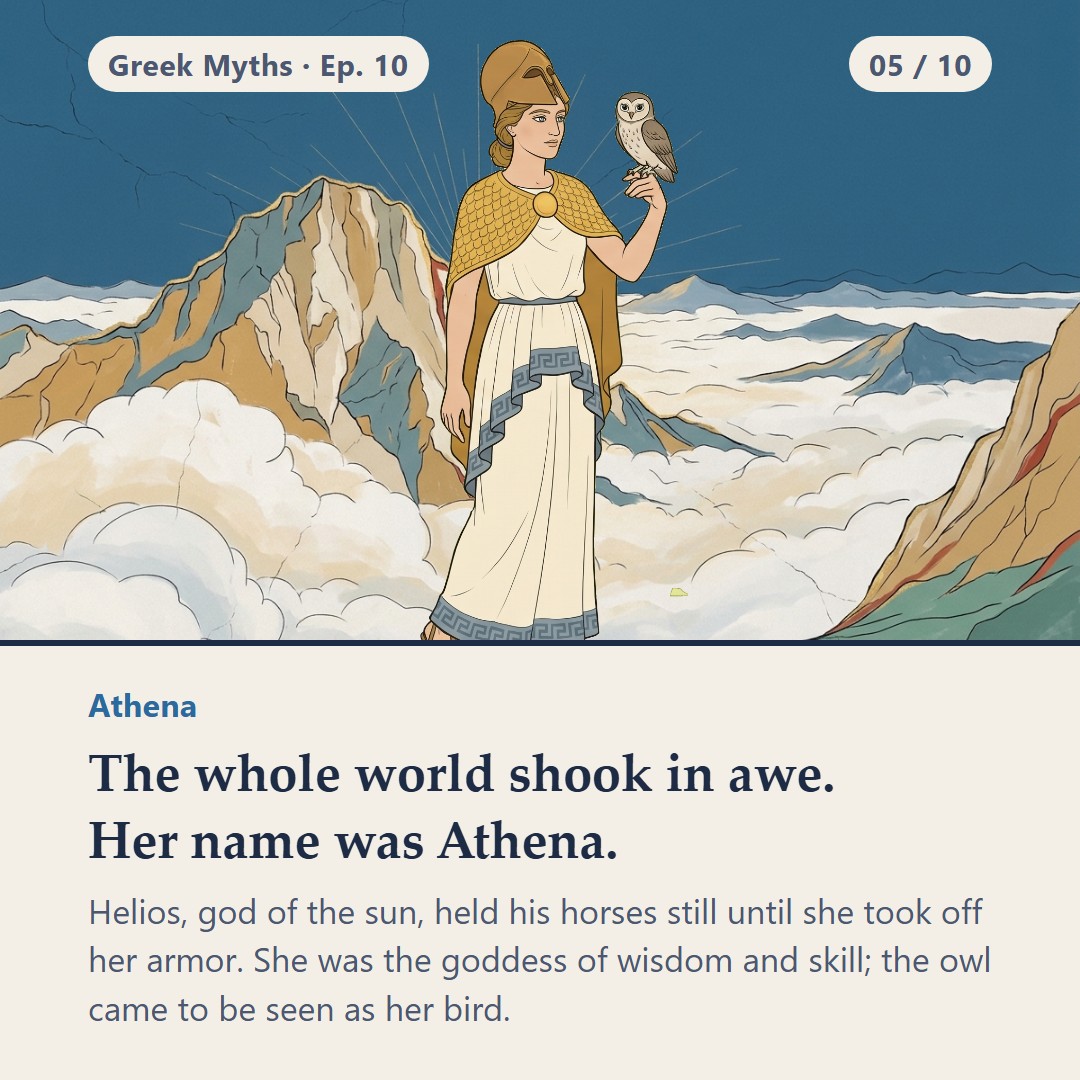 Greek Myths · Ep. 10
05 / 10
Athena
The whole world shook in awe.
Her name was Athena.
Helios, god of the sun, held his horses still until she took off
her armor. She was the goddess of wisdom and skill; the owl
came to be seen as her bird.